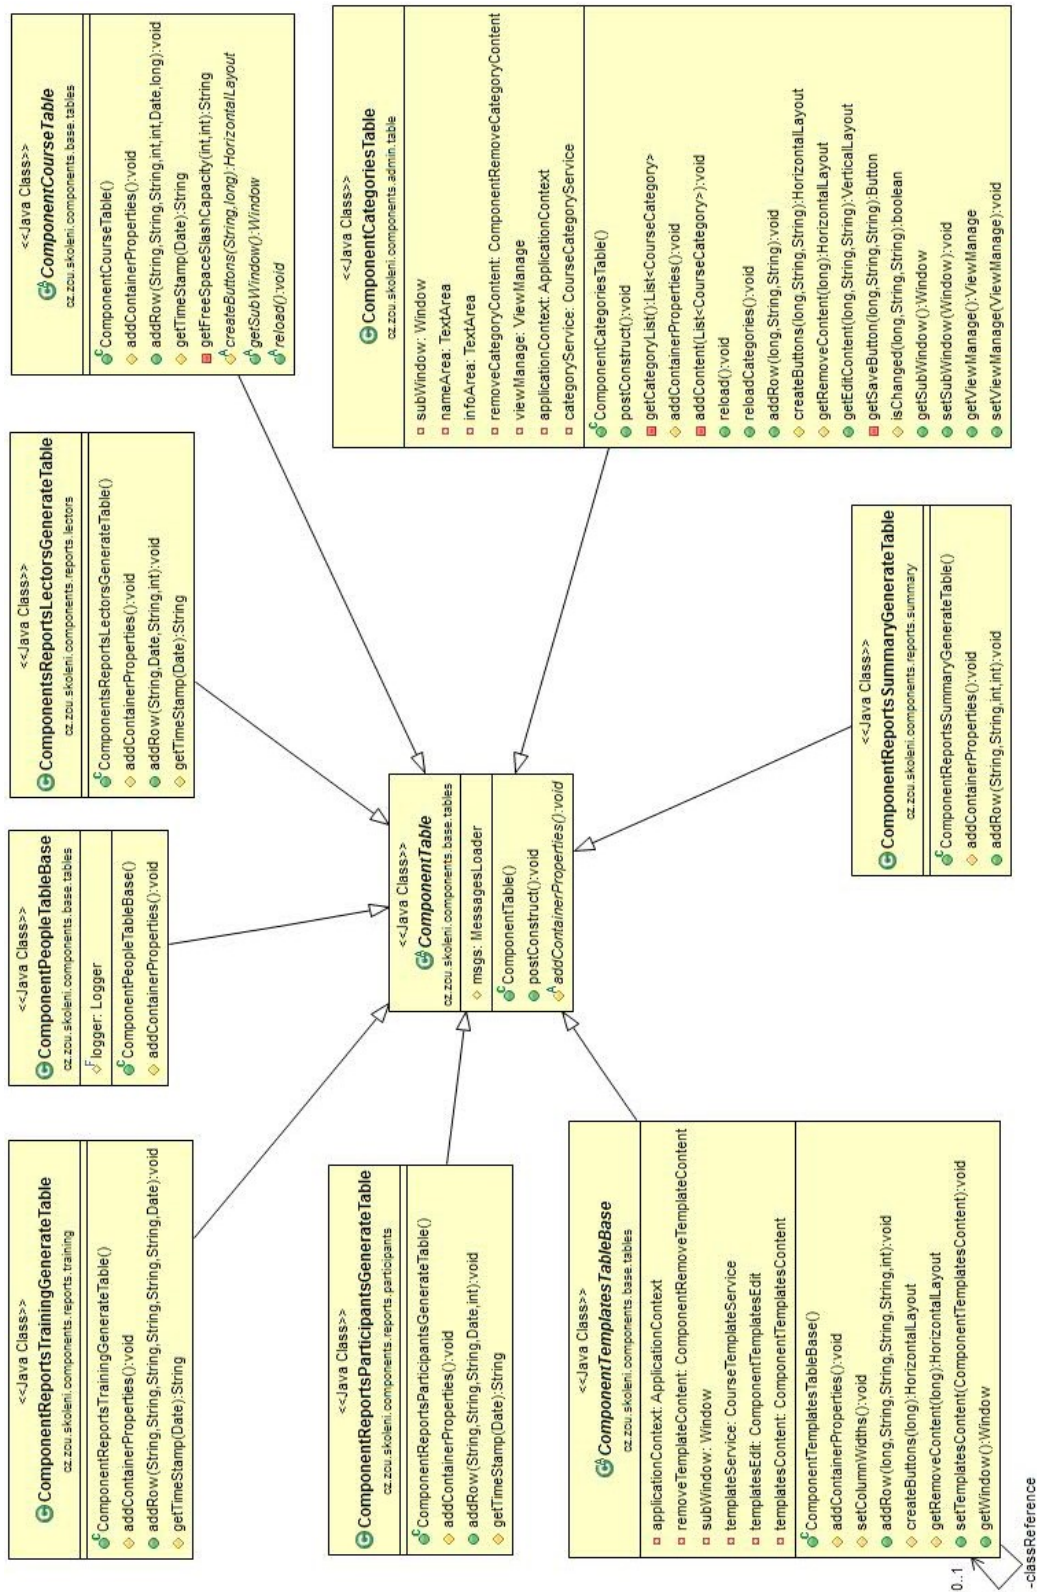 <<Java Class>>
ComponentReportsTrainingGenerateTable
cz.zcu.skoleni.components.reports.training
ComponentReportsTrainingGenerateTable()
addContainerProperties():void
addRow(String,String,String,String,String,Date):void
getTimeStamp(Date):String
<<Java Class>>
ComponentPeopleTableBase
cz.zcu.skoleni.components.base.tables
logger: Logger
ComponentPeopleTableBase()
addContainerProperties():void
<<Java Class>>
ComponentsReportsLectorsGenerateTable
cz.zcu.skoleni.components.reports.lectors
ComponentsReportsLectorsGenerateTable()
addContainerProperties():void
addRow(String,Date,String,int):void
getTimeStamp(Date):String
<<Java Class>>
ComponentCourseTable
cz.zcu.skoleni.components.base.tables
ComponentCourseTable()
addContainerProperties():void
addRow(String,String,int,int,Date,long):void
getTimeStamp(Date):String
getFreeSpaceSlashCapacity(int,int):String
createButtons(String,long):HorizontalLayout
getSubWindow():Window
reload():void
<<Java Class>>
ComponentReportsParticipantsGenerateTable
cz.zcu.skoleni.components.reports.participants
ComponentReportsParticipantsGenerateTable()
addContainerProperties():void
addRow(String,String,Date,int):void
getTimeStamp(Date):String
<<Java Class>>
ComponentTable
cz.zcu.skoleni.components.base.tables
msgs: MessagesLoader
ComponentTable()
postConstruct():void
addContainerProperties():void
<<Java Class>>
ComponentCategoriesTable
cz.zcu.skoleni.components.admin.table
subWindow: Window
nameArea: TextArea
infoArea: TextArea
removeCategoryContent: ComponentRemoveCategoryContent
viewManage: ViewManage
applicationContext: ApplicationContext
categoryService: CourseCategoryService
ComponentCategoriesTable()
postConstruct():void
getCategoryList():List<CourseCategory>
addContainerProperties():void
addContent(List<CourseCategory>):void
reload():void
reloadCategories():void
addRow(long,String,String):void
createButtons(long,String,String):HorizontalLayout
getRemoveContent(long):HorizontalLayout
getEditContent(long,String,String):VerticalLayout
getSaveButton(long,String,String):Button
isChanged(long,String,String):boolean
getSubWindow():Window
setSubWindow(Window):void
getViewManage():ViewManage
setViewManage(ViewManage):void
<<Java Class>>
ComponentTemplatesTableBase
cz.zcu.skoleni.components.base.tables
applicationContext: ApplicationContext
removeTemplateContent: ComponentRemoveTemplateContent
subWindow: Window
templateService: CourseTemplateService
templatesEdit: ComponentTemplatesEdit
templatesContent: ComponentTemplatesContent
ComponentTemplatesTableBase()
addContainerProperties():void
setColumnWidths():void
addRow(long,String,String,String,int):void
createButtons(long):HorizontalLayout
getRemoveContent(long):HorizontalLayout
setTemplatesContent(ComponentTemplatesContent):void
getWindow():Window
0..1
-classReference
<<Java Class>>
ComponentReportsSummaryGenerateTable
cz.zcu.skoleni.components.reports.summary
ComponentReportsSummaryGenerateTable()
addContainerProperties():void
addRow(String,String,int,int):void